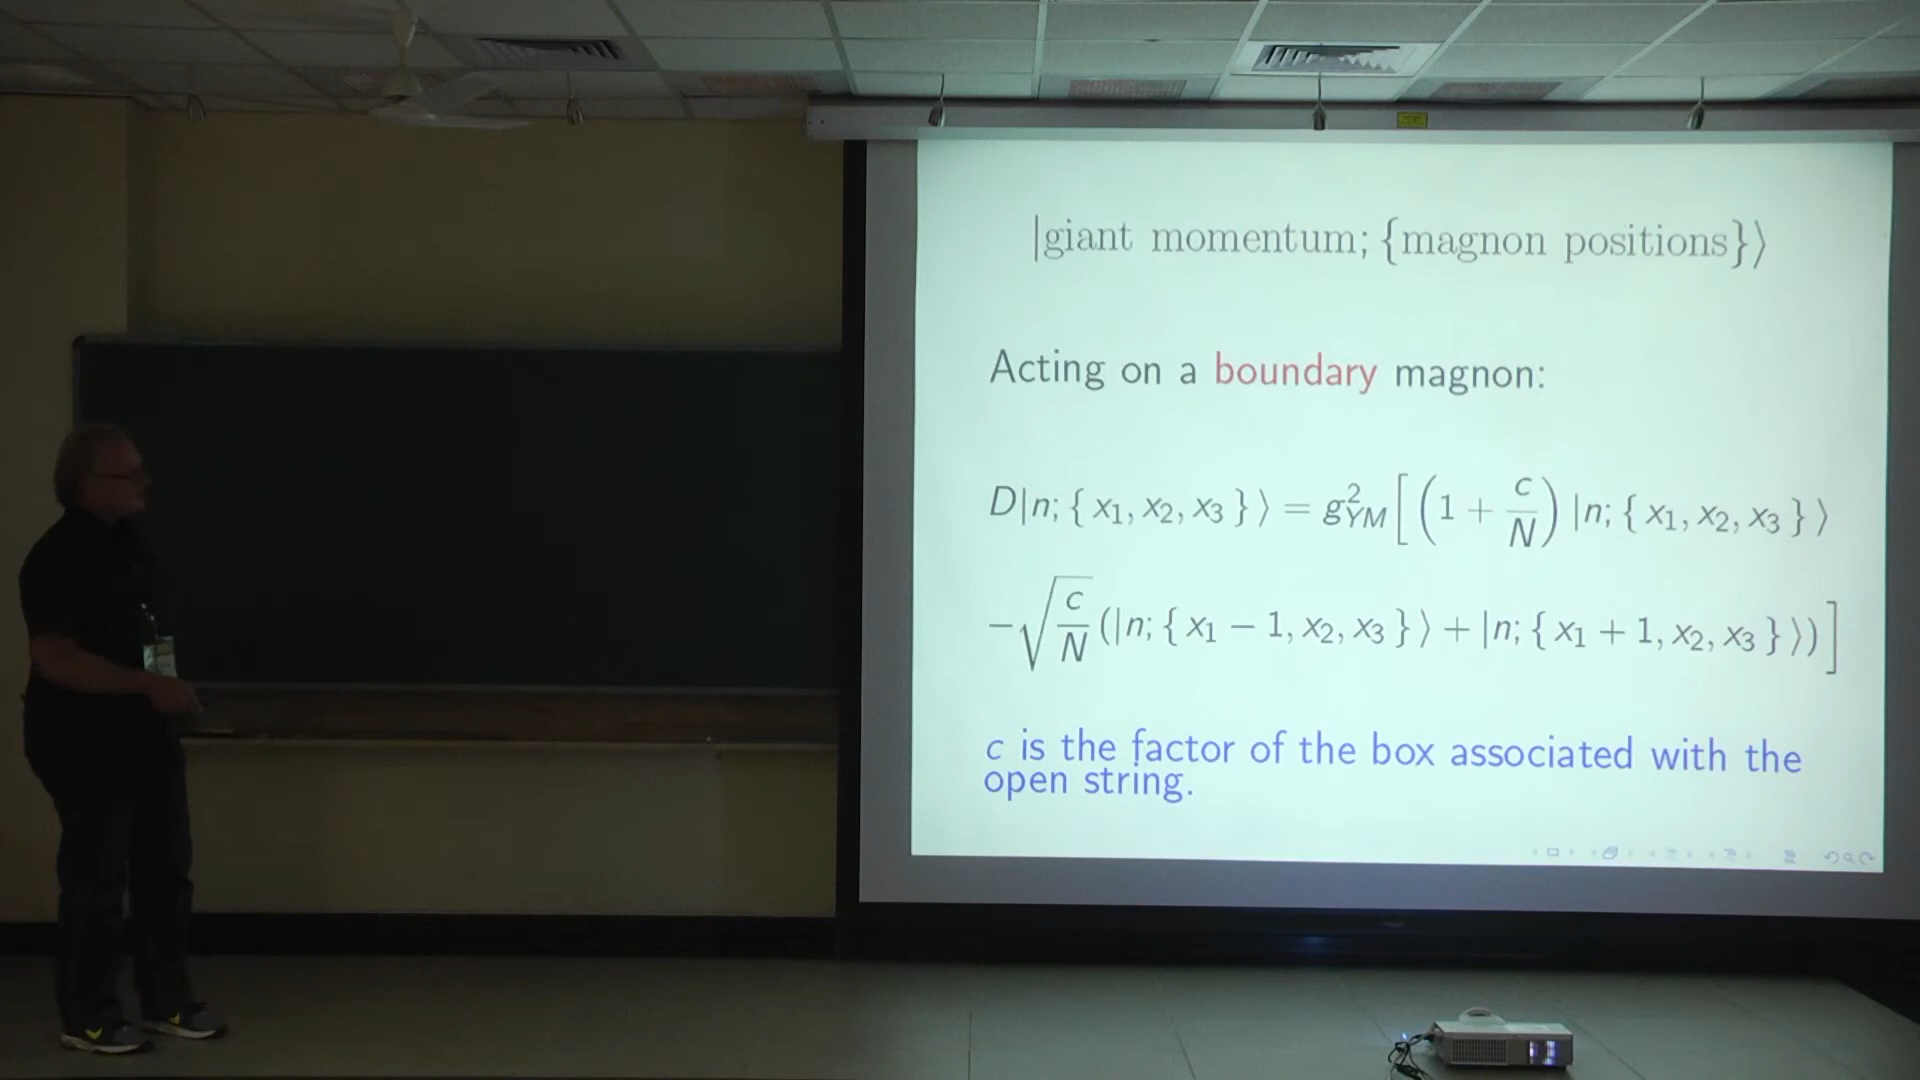 |giant momentum; {magnon positions}⟩
Acting on a boundary magnon:
D|n; { x₁, x₂, x₃ } ⟩ = g²_YM [ (1 + c/N) |n; { x₁, x₂, x₃ } ⟩
−√(c/N) (|n; { x₁ − 1, x₂, x₃ } ⟩ + |n; { x₁ + 1, x₂, x₃ } ⟩) ]
c is the factor of the box associated with the
open string.